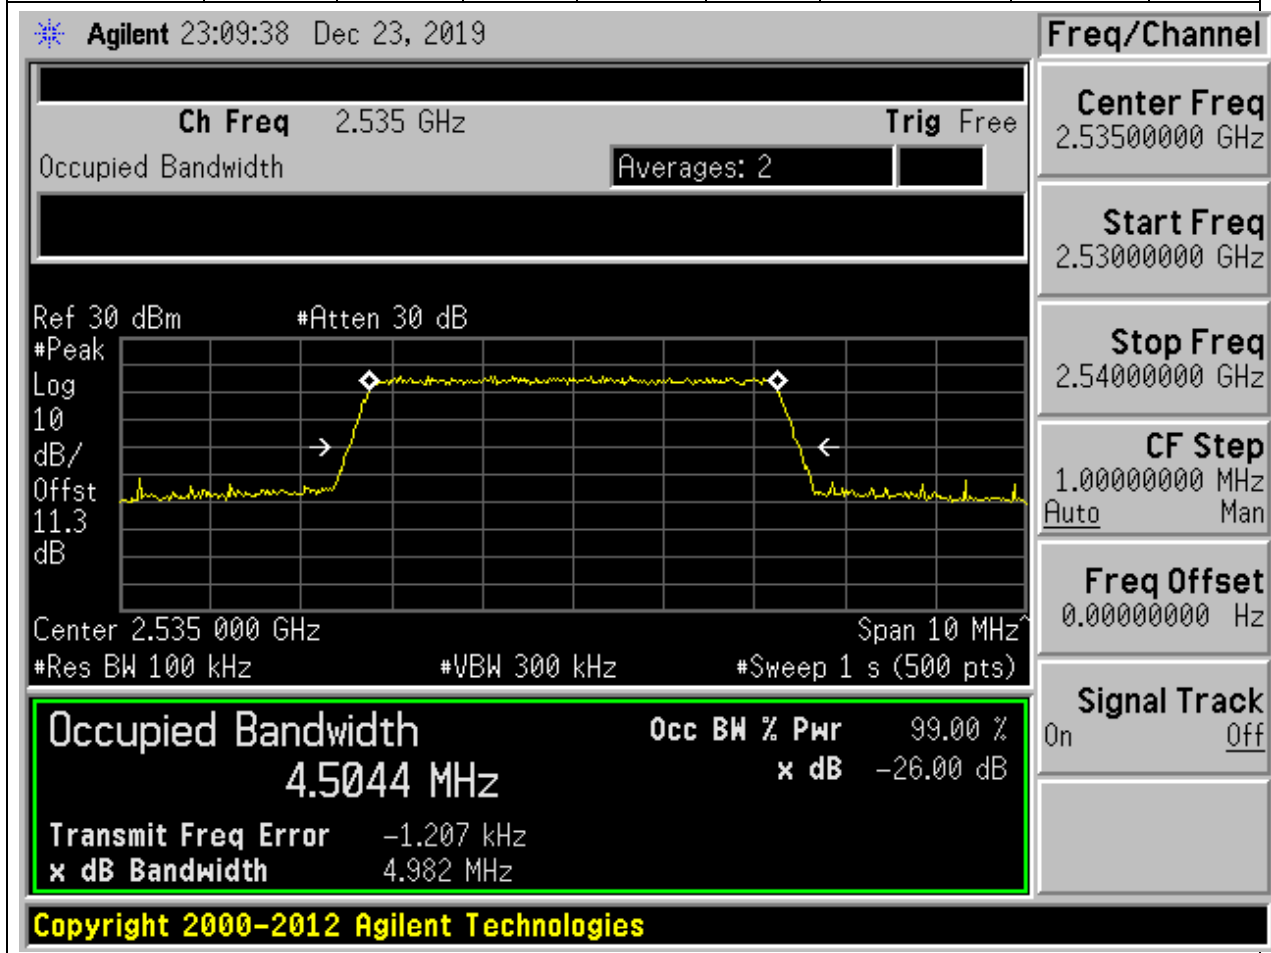 Agilent 23:09:38 Dec 23, 2019
Freq/Channel
Ch Freq 2.535 GHz Trig Free
Occupied Bandwidth Averages: 2
Center Freq
2.53500000 GHz
Start Freq
2.53000000 GHz
Stop Freq
2.54000000 GHz
CF Step
1.00000000 MHz
Auto Man
Freq Offset
0.00000000 Hz
Signal Track
On Off
Ref 30 dBm #Atten 30 dB
#Peak
Log
10
dB/
Offst
11.3
dB
Center 2.535 000 GHz Span 10 MHz^
#Res BW 100 kHz #VBW 300 kHz #Sweep 1 s (500 pts)
Occupied Bandwidth Occ BW % Pwr 99.00 %
4.5044 MHz x dB -26.00 dB
Transmit Freq Error -1.207 kHz
x dB Bandwidth 4.982 MHz
Copyright 2000-2012 Agilent Technologies